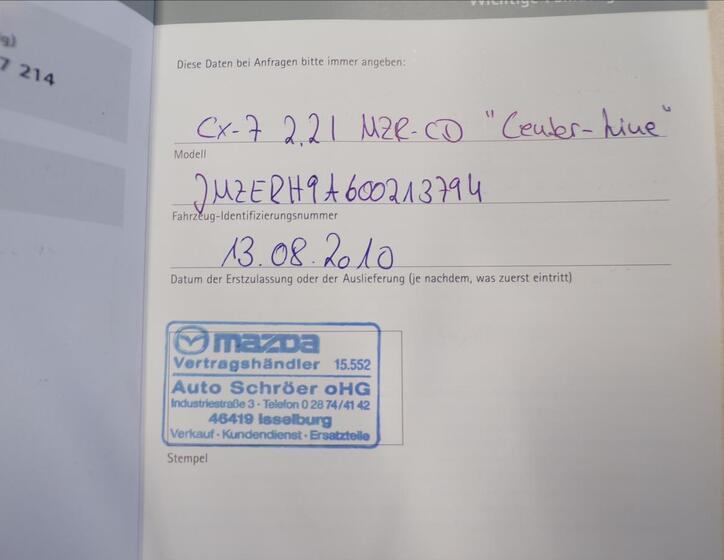 7 214
Diese Daten bei Anfragen bitte immer angeben:
Cx-7 2.2l MZR-CD "Center-Line"
Modell
JMZERH9A600213794
Fahrzeug-Identifizierungsnummer
13.08.2010
Datum der Erstzulassung oder der Auslieferung (je nachdem, was zuerst eintritt)
mazda
Vertragshändler 15.552
Auto Schröer oHG
Industriestraße 3 · Telefon 0 28 74/41 42
46419 Isselburg
Verkauf · Kundendienst · Ersatzteile
Stempel